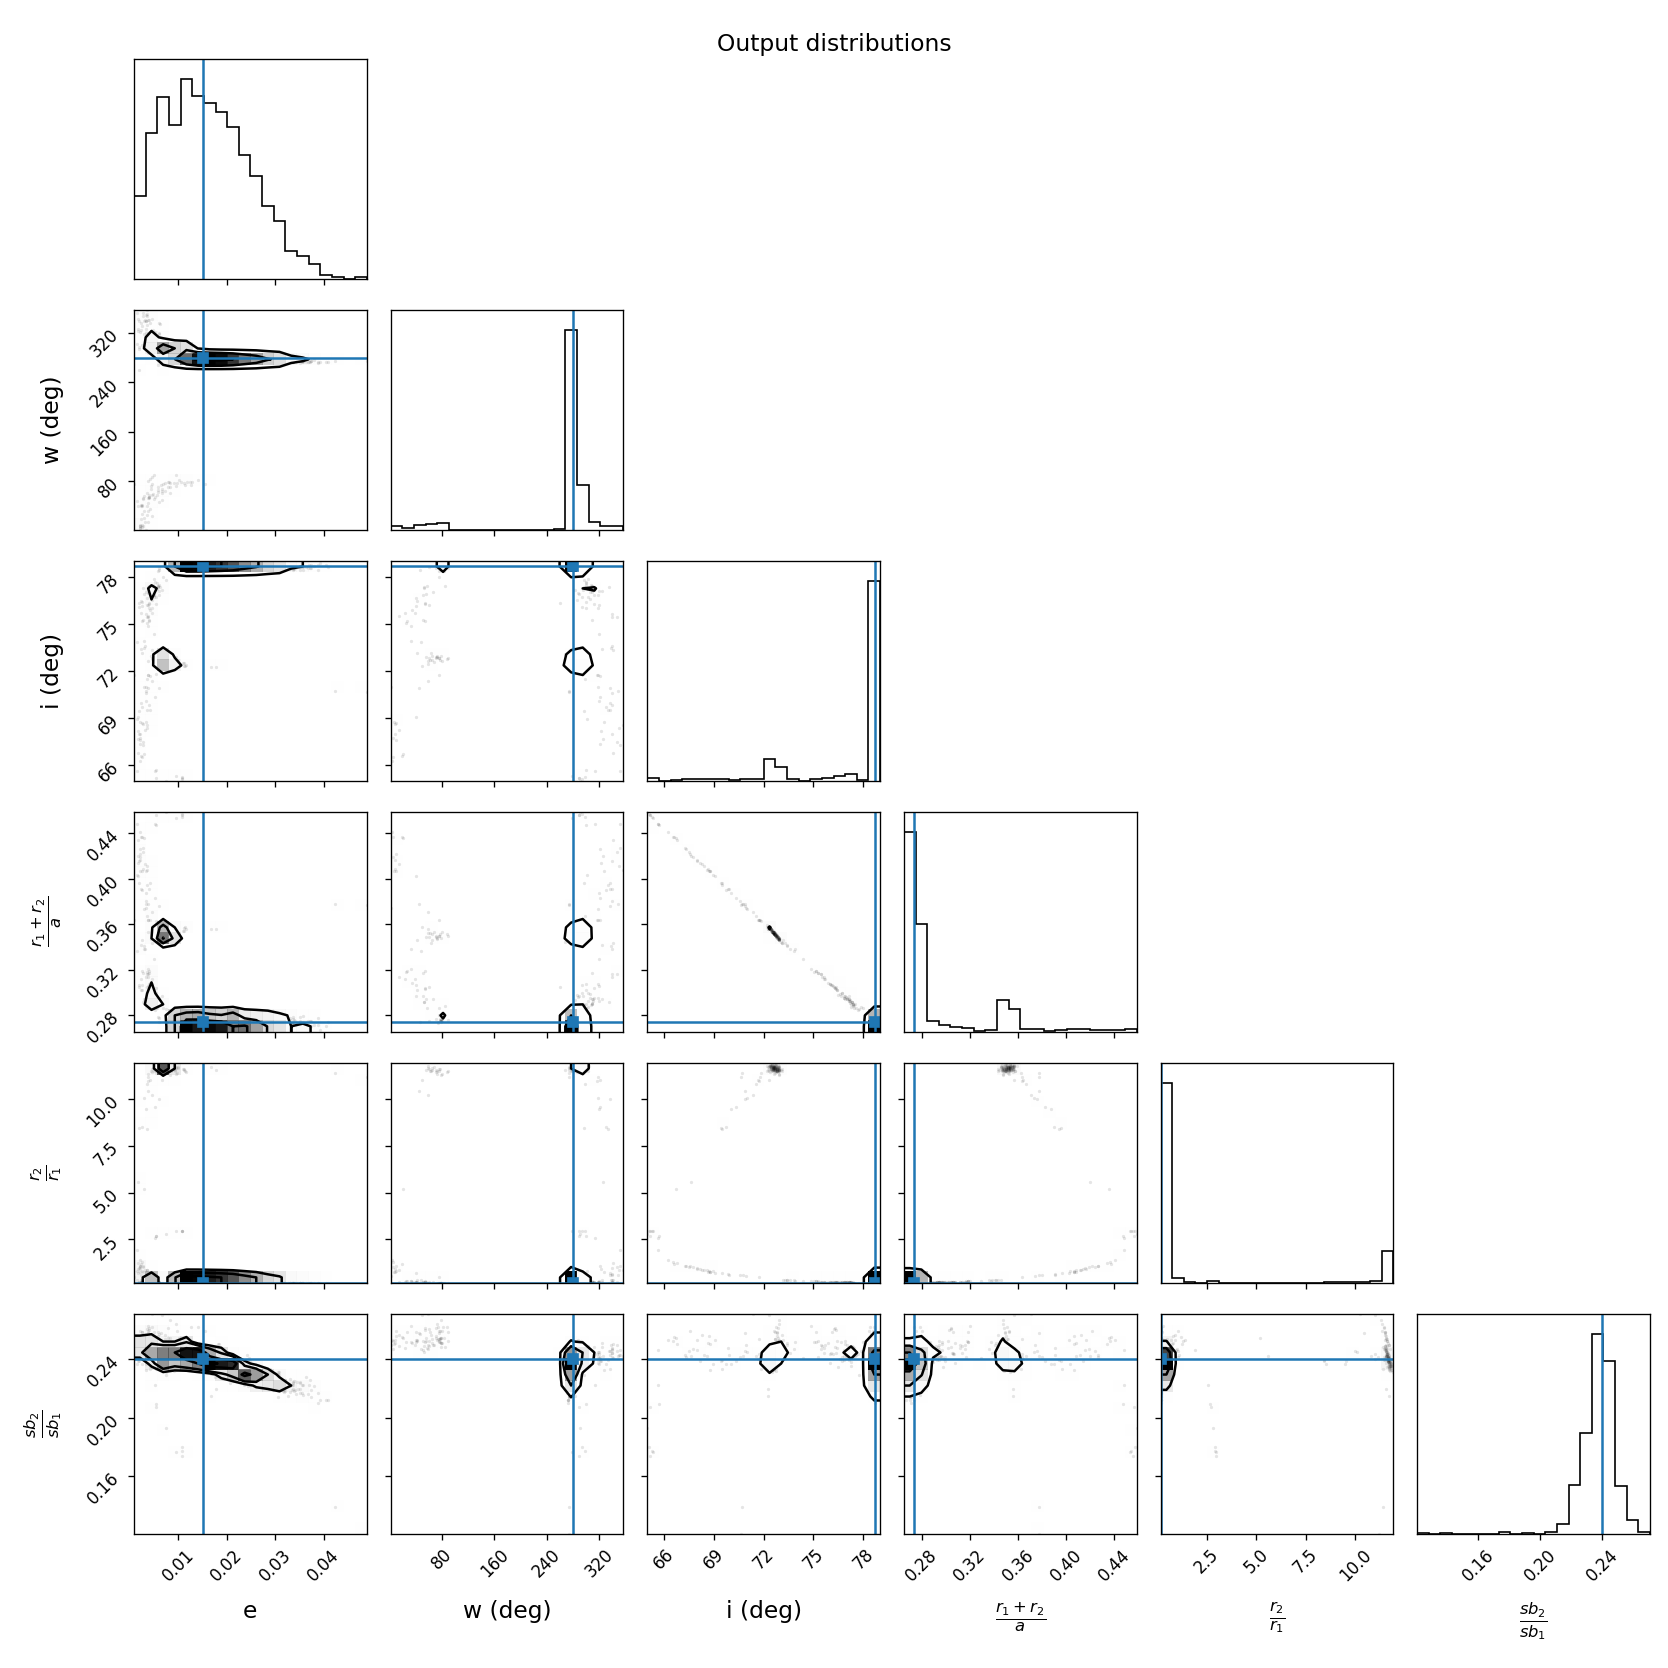 Output distributions
w (deg)
320
240
160
80
i (deg)
78
75
72
69
66
r₁ + r₂
a
0.44
0.40
0.36
0.32
0.28
r₂
r₁
10.0
7.5
5.0
2.5
sb₂
sb₁
0.24
0.20
0.16
0.01 0.02 0.03 0.04
80 160 240 320
66 69 72 75 78
0.28 0.32 0.36 0.40 0.44
2.5 5.0 7.5 10.0
0.16 0.20 0.24
e
w (deg)
i (deg)
r₁ + r₂
a
r₂
r₁
sb₂
sb₁